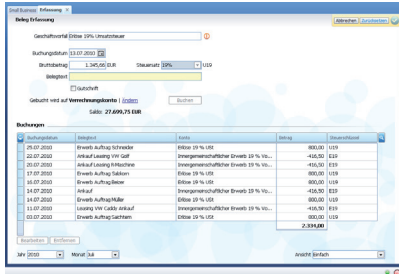 Small Business Erfassung ×
Beleg Erfassung
Abbrechen Zurücksetzen
Geschäftsvorfall Erlöse 19% Umsatzsteuer
Buchungsdatum 13.07.2010
Bruttobetrag 1.345,66 EUR Steuersatz 19% U19
Belegtext
Gutschrift
Gebucht wird auf Verrechnungskonto | ändern Buchen
Saldo: 27.699,75 EUR
Buchungen
Buchungsdatum Belegtext Konto Betrag Steuerschlüssel
25.07.2010 Erwerb Auftrag Schneider Erlöse 19 % USt 800,00 U19
22.07.2010 Ankauf Leasing VW Golf Innergemeinschaftlicher Erwerb 19 % Vo... -416,50 E19
20.07.2010 Ankauf Leasing R-Maschine Innergemeinschaftlicher Erwerb 19 % Vo... -416,50 E19
17.07.2010 Erwerb Auftrag Erlöse 19 % USt 800,00 U19
16.07.2010 Erwerb Auftrag Beizer Erlöse 19 % USt 800,00 U19
14.07.2010 Ankauf Innergemeinschaftlicher Erwerb 19 % Vo... -416,50 E19
14.07.2010 Erwerb Auftrag Müller Erlöse 19 % USt 800,00 U19
11.07.2010 Leasing VW Caddy Ankauf Innergemeinschaftlicher Erwerb 19 % Vo... -416,50 E19
03.07.2010 Erwerb Auftrag Erlöse 19 % USt 800,00 U19
2.334,00
Bearbeiten Entfernen
Jahr 2010 Monat Juli Ansicht Einfach